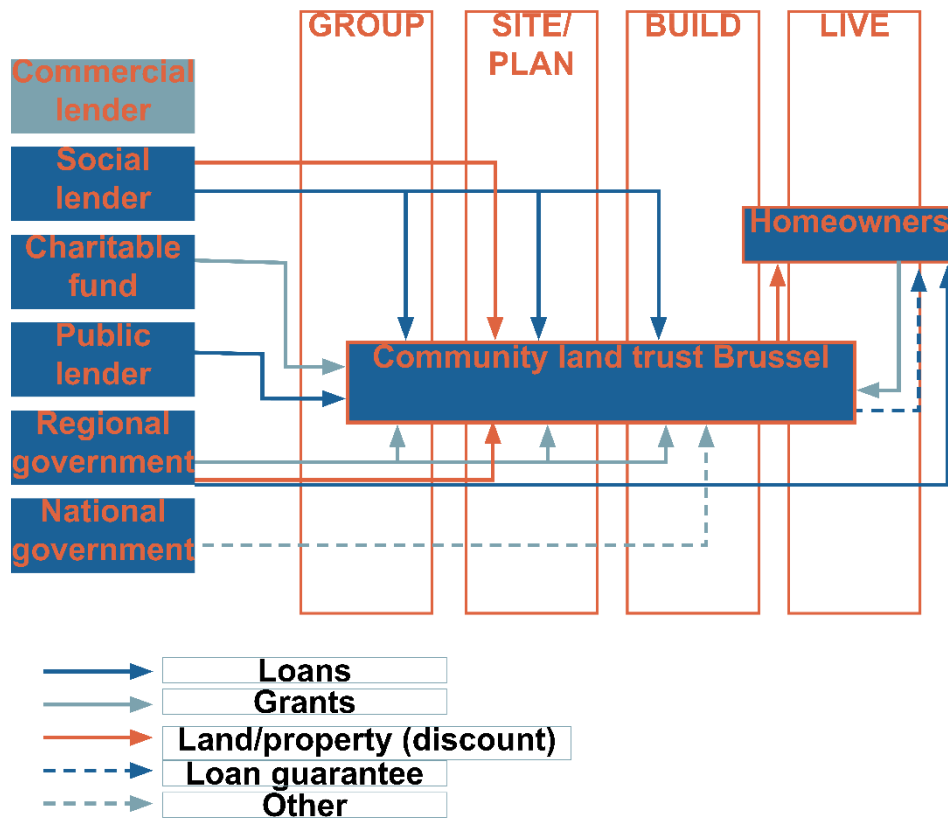 GROUP
SITE/
PLAN
BUILD
LIVE
Commercial
lender
Social
lender
Homeowners
Charitable
fund
Public
lender
Community land trust Brussel
Regional
government
National
government
Loans
Grants
Land/property (discount)
Loan guarantee
Other